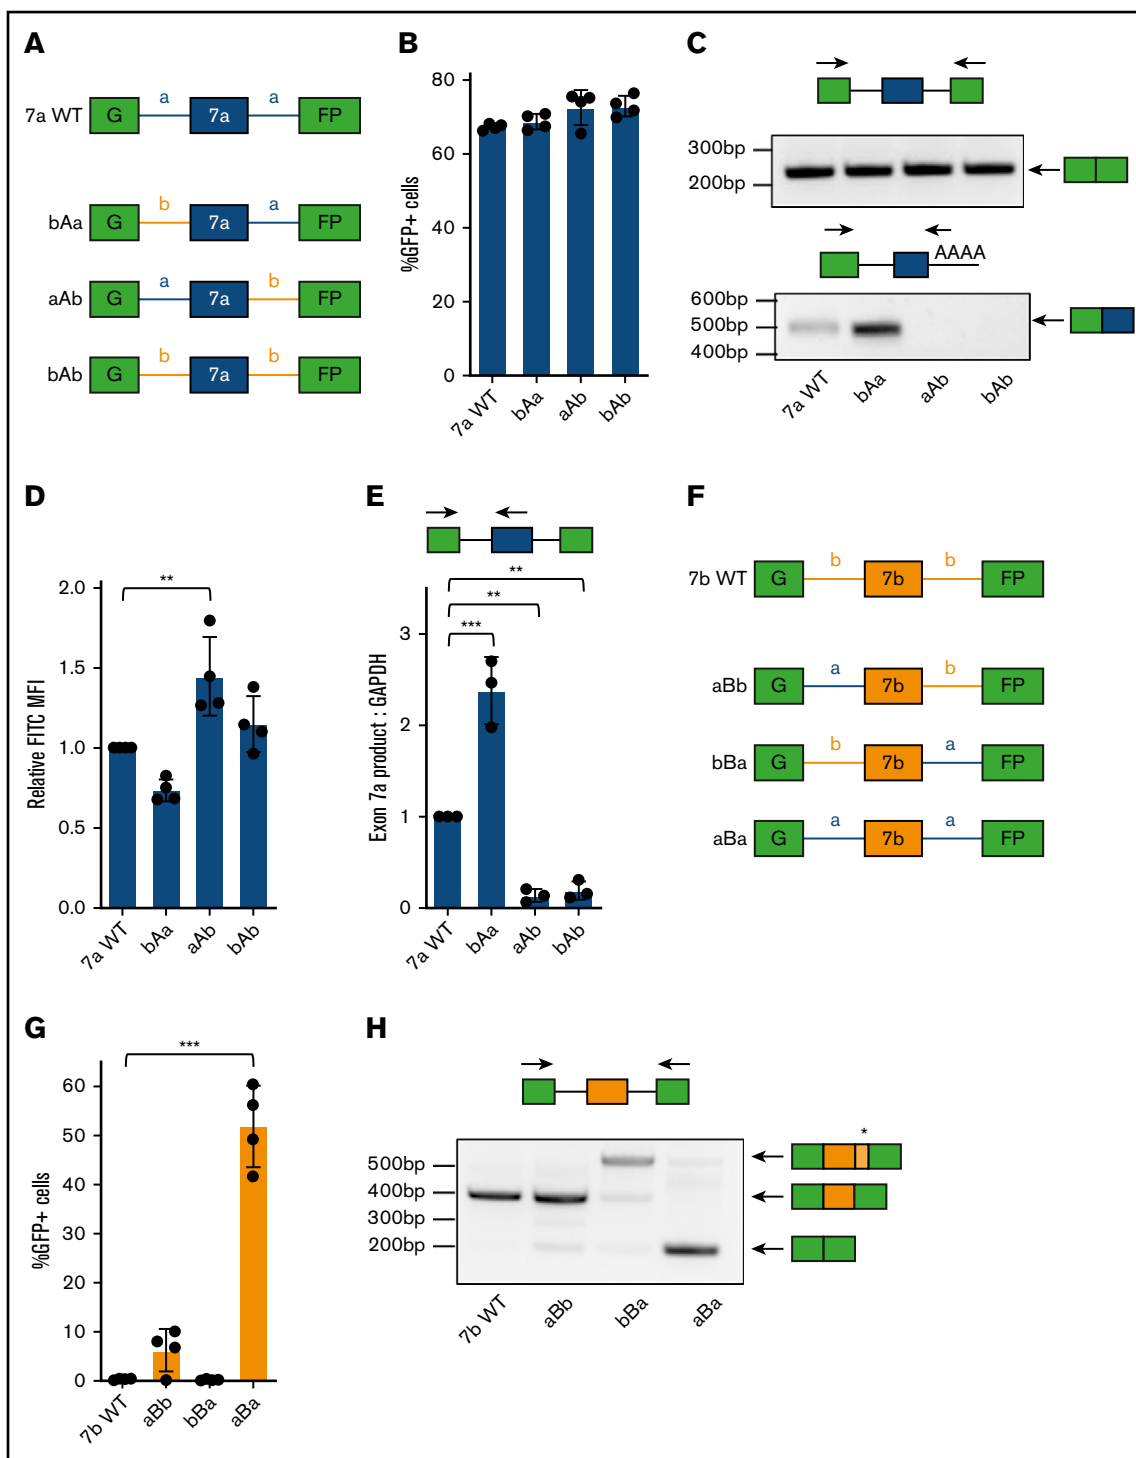 A
7a WT
G
a
7a
a
FP
bAa
G
b
7a
a
FP
aAb
G
a
7a
b
FP
bAb
G
b
7a
b
FP
B
%GFP+ cells
80
60
40
20
0
7a WT
bAa
aAb
bAb
C
300bp
200bp
AAAA
600bp
500bp
400bp
7a WT
bAa
aAb
bAb
D
Relative FITC MFI
2.0
1.5
1.0
0.5
0.0
**
7a WT
bAa
aAb
bAb
E
Exon 7a product : GAPDH
**
**
***
3
2
1
0
7a WT
bAa
aAb
bAb
F
7b WT
G
b
7b
b
FP
aBb
G
a
7b
b
FP
bBa
G
b
7b
a
FP
aBa
G
a
7b
a
FP
G
%GFP+ cells
***
60
50
40
30
20
10
0
7b WT
aBb
bBa
aBa
H
*
500bp
400bp
300bp
200bp
7b WT
aBb
bBa
aBa